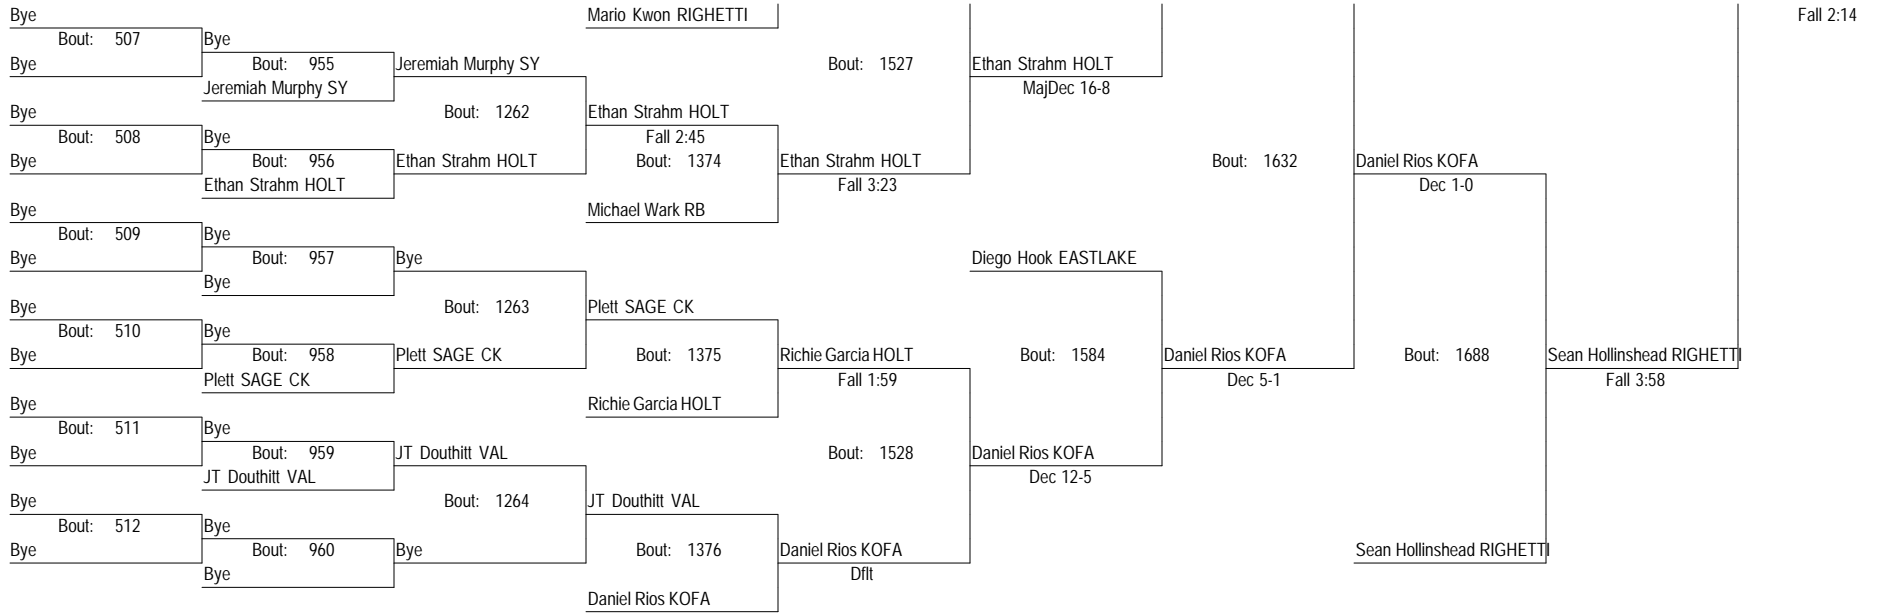 Bye Mario Kwon RIGHETTI Fall 2:14
Bout: 507 Bye
Bye Bout: 955 Jeremiah Murphy SY Bout: 1527 Ethan Strahm HOLT
Jeremiah Murphy SY MajDec 16-8
Bye Bout: 1262 Ethan Strahm HOLT
Bout: 508 Bye Fall 2:45
Bye Bout: 956 Ethan Strahm HOLT Bout: 1374 Ethan Strahm HOLT Bout: 1632 Daniel Rios KOFA
Ethan Strahm HOLT Fall 3:23 Dec 1-0
Bye Michael Wark RB
Bout: 509 Bye
Bye Bout: 957 Bye Diego Hook EASTLAKE
Bye
Bye Bout: 1263 Plett SAGE CK
Bout: 510 Bye
Bye Bout: 958 Plett SAGE CK Bout: 1375 Richie Garcia HOLT Bout: 1584 Daniel Rios KOFA Bout: 1688 Sean Hollinshead RIGHETTI
Plett SAGE CK Fall 1:59 Dec 5-1 Fall 3:58
Bye Richie Garcia HOLT
Bout: 511 Bye
Bye Bout: 959 JT Douthitt VAL Bout: 1528 Daniel Rios KOFA
JT Douthitt VAL Dec 12-5
Bye Bout: 1264 JT Douthitt VAL
Bout: 512 Bye
Bye Bout: 960 Bye Bout: 1376 Daniel Rios KOFA Sean Hollinshead RIGHETTI
Bye Dflt
Daniel Rios KOFA